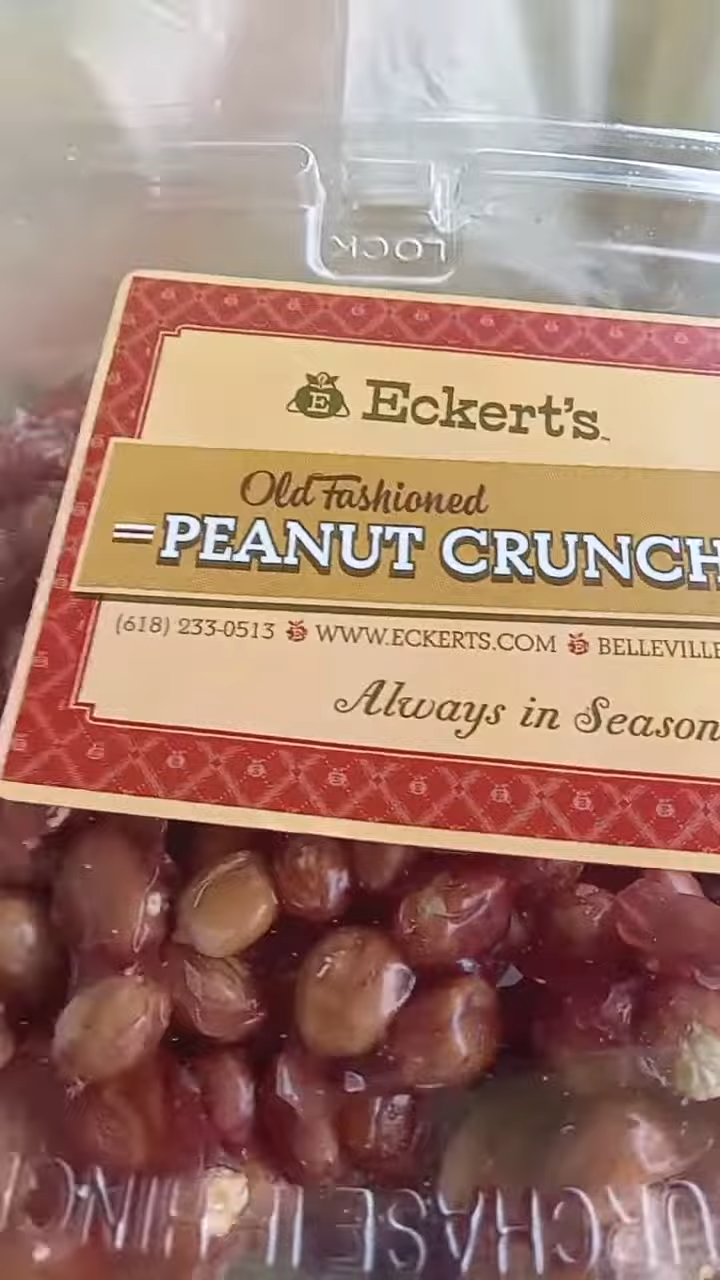 LOCK
E Eckert's
Old Fashioned
PEANUT CRUNCH
(618) 233-0513 WWW.ECKERTS.COM BELLEVILLE
Always in Season